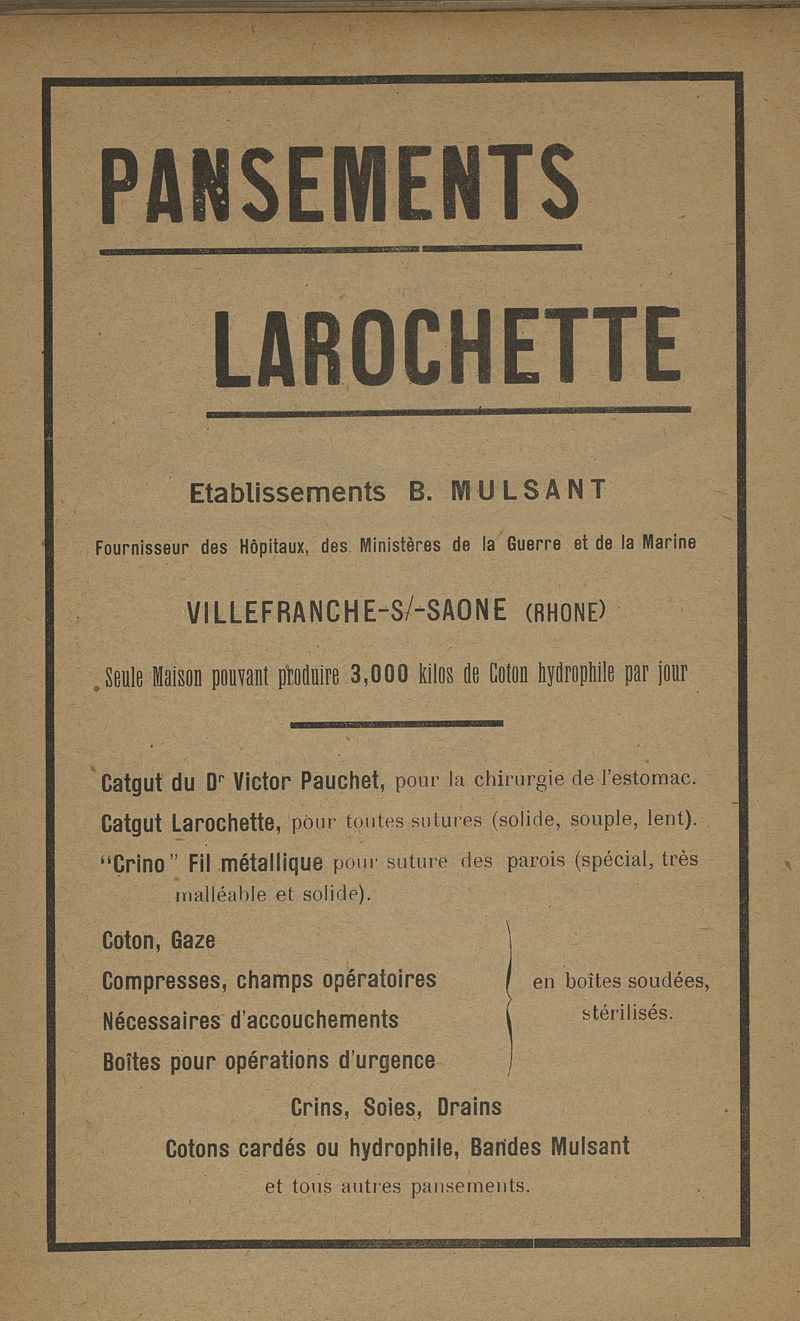 PANSEMENTS
LAROCHETTE
Etablissements B. MULSANT
Fournisseur des Hôpitaux, des Ministères de la Guerre et de la Marine
VILLEFRANCHE-S/-SAONE (RHONE)
Seule Maison pouvant produire 3,000 kilos de Coton hydrophile par jour
Catgut du Dr Victor Pauchet, pour la chirurgie de l'estomac.
Catgut Larochette, pour toutes sutures (solide, souple, lent).
“Crino” Fil métallique pour suture des parois (spécial, très
malléable et solide).
Coton, Gaze
Compresses, champs opératoires
Nécessaires d'accouchements
Boîtes pour opérations d'urgence
en boîtes soudées,
stérilisés.
Crins, Soies, Drains
Cotons cardés ou hydrophile, Bandes Mulsant
et tous autres pansements.